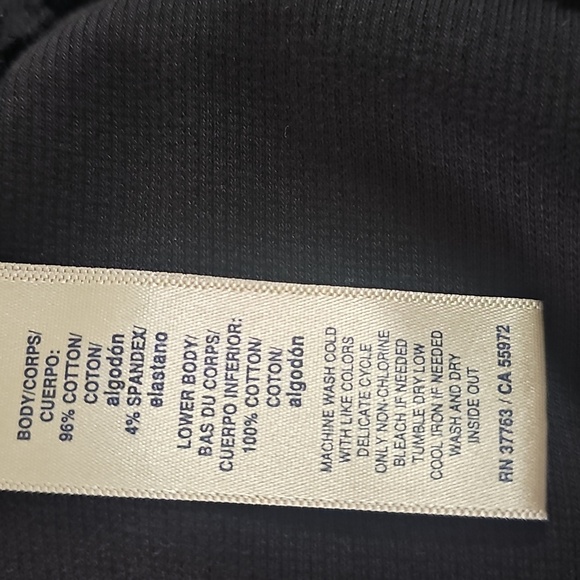 BODY/CORPS/
CUERPO:
96% COTTON/
COTON/
algodón
4% SPANDEX/
elastano
LOWER BODY/
BAS DU CORPS/
CUERPO INFERIOR:
100% COTTON/
COTON/
algodón
MACHINE WASH COLD
WITH LIKE COLORS
DELICATE CYCLE
ONLY NON-CHLORINE
BLEACH IF NEEDED
TUMBLE DRY LOW
COOL IRON IF NEEDED
WASH AND DRY
INSIDE OUT
RN 37763 / CA 55972